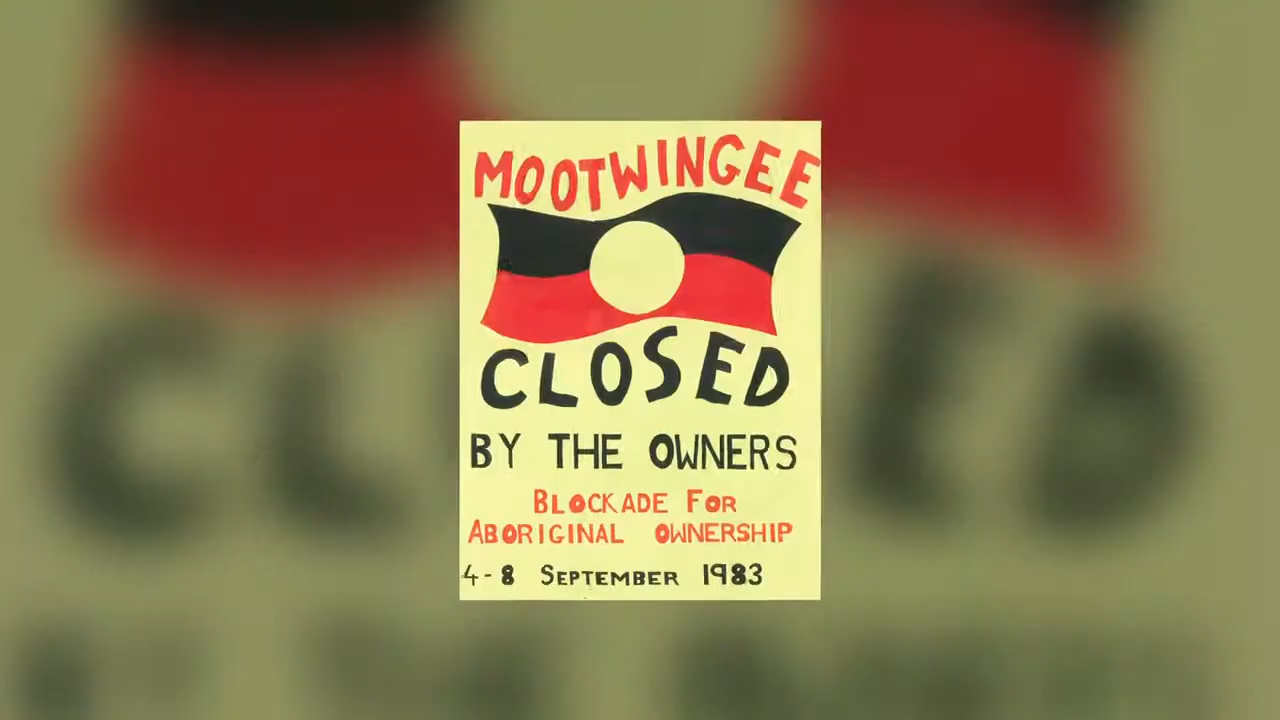 MOOTWINGEE
CLOSED
BY THE OWNERS
BLOCKADE FOR
ABORIGINAL OWNERSHIP
4-8 SEPTEMBER 1983